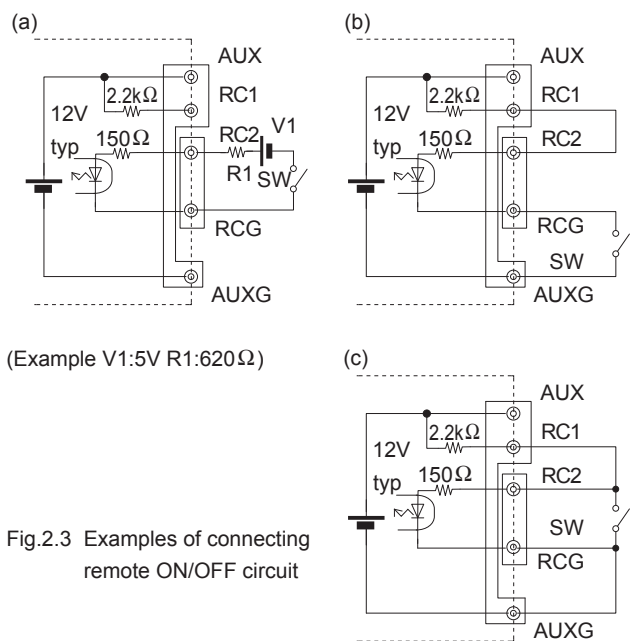 (a)
AUX
RC1
2.2kΩ
12V
V1
150Ω
RC2
typ
R1
SW
RCG
AUXG
(Example V1:5V R1:620Ω)
(b)
AUX
RC1
2.2kΩ
12V
150Ω
RC2
typ
RCG
SW
AUXG
(c)
AUX
RC1
2.2kΩ
12V
150Ω
RC2
typ
SW
RCG
AUXG
Fig.2.3 Examples of connecting
remote ON/OFF circuit